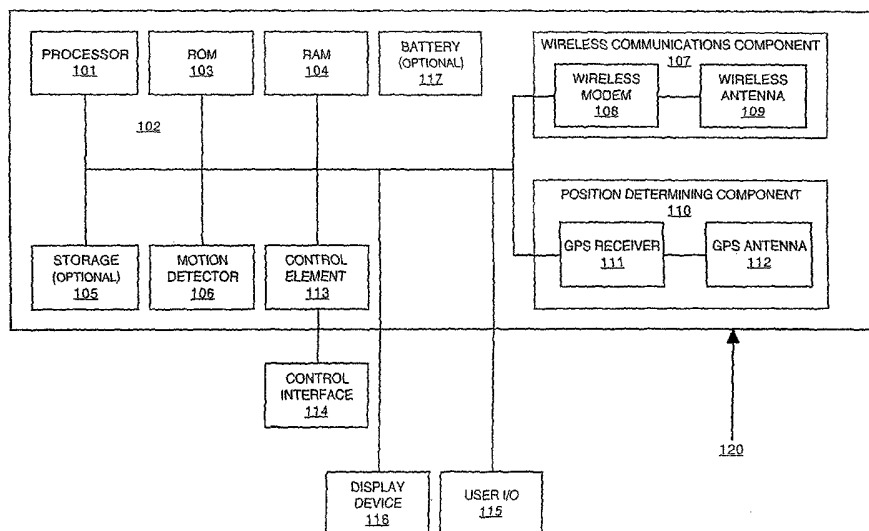 PROCESSOR
101
ROM
103
RAM
104
BATTERY
(OPTIONAL)
117
WIRELESS COMMUNICATIONS COMPONENT
107
WIRELESS
MODEM
108
WIRELESS
ANTENNA
109
102
POSITION DETERMINING COMPONENT
110
GPS RECEIVER
111
GPS ANTENNA
112
STORAGE
(OPTIONAL)
105
MOTION
DETECTOR
106
CONTROL
ELEMENT
113
CONTROL
INTERFACE
114
120
DISPLAY
DEVICE
116
USER I/O
115